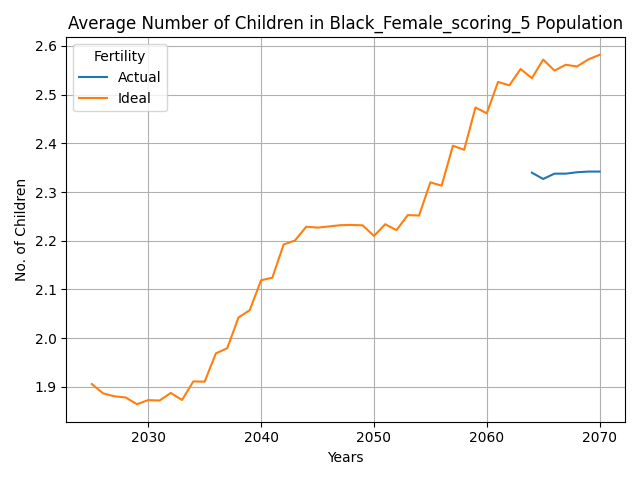 Average Number of Children in Black_Female_scoring_5 Population
Fertility
Actual
Ideal
No. of Children
2.6
2.5
2.4
2.3
2.2
2.1
2.0
1.9
2030
2040
2050
2060
2070
Years